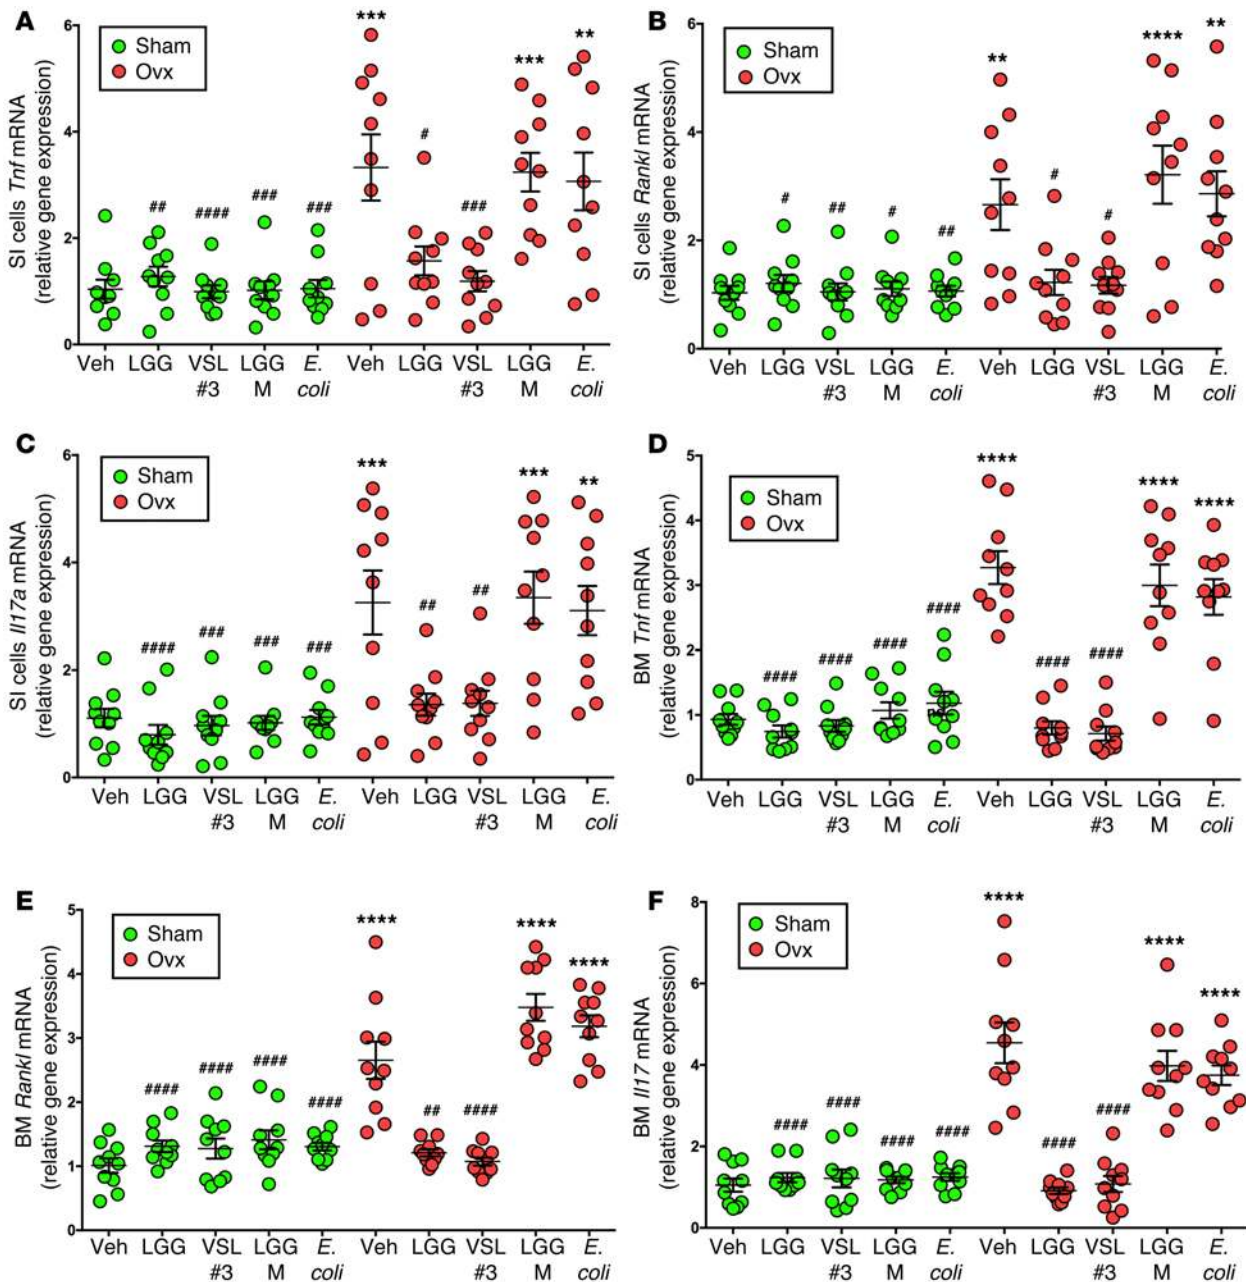 A
SI cells Tnf mRNA
(relative gene expression)
6
4
2
0
Sham
Ovx
##
####
###
###
***
#
###
***
**
Veh LGG VSL LGG E. Veh LGG VSL LGG E.
#3 M coli #3 M coli
B
SI cells Rankl mRNA
(relative gene expression)
6
4
2
0
Sham
Ovx
#
##
#
##
**
#
#
****
**
Veh LGG VSL LGG E. Veh LGG VSL LGG E.
#3 M coli #3 M coli
C
SI cells Il17a mRNA
(relative gene expression)
6
4
2
0
Sham
Ovx
####
###
###
###
***
##
##
***
**
Veh LGG VSL LGG E. Veh LGG VSL LGG E.
#3 M coli #3 M coli
D
BM Tnf mRNA
(relative gene expression)
5
4
3
2
1
0
Sham
Ovx
####
####
####
####
****
####
####
****
****
Veh LGG VSL LGG E. Veh LGG VSL LGG E.
#3 M coli #3 M coli
E
BM Rankl mRNA
(relative gene expression)
5
4
3
2
1
0
Sham
Ovx
####
####
####
####
****
##
####
****
****
Veh LGG VSL LGG E. Veh LGG VSL LGG E.
#3 M coli #3 M coli
F
BM Il17 mRNA
(relative gene expression)
8
6
4
2
0
Sham
Ovx
####
####
####
####
****
####
####
****
****
Veh LGG VSL LGG E. Veh LGG VSL LGG E.
#3 M coli #3 M coli